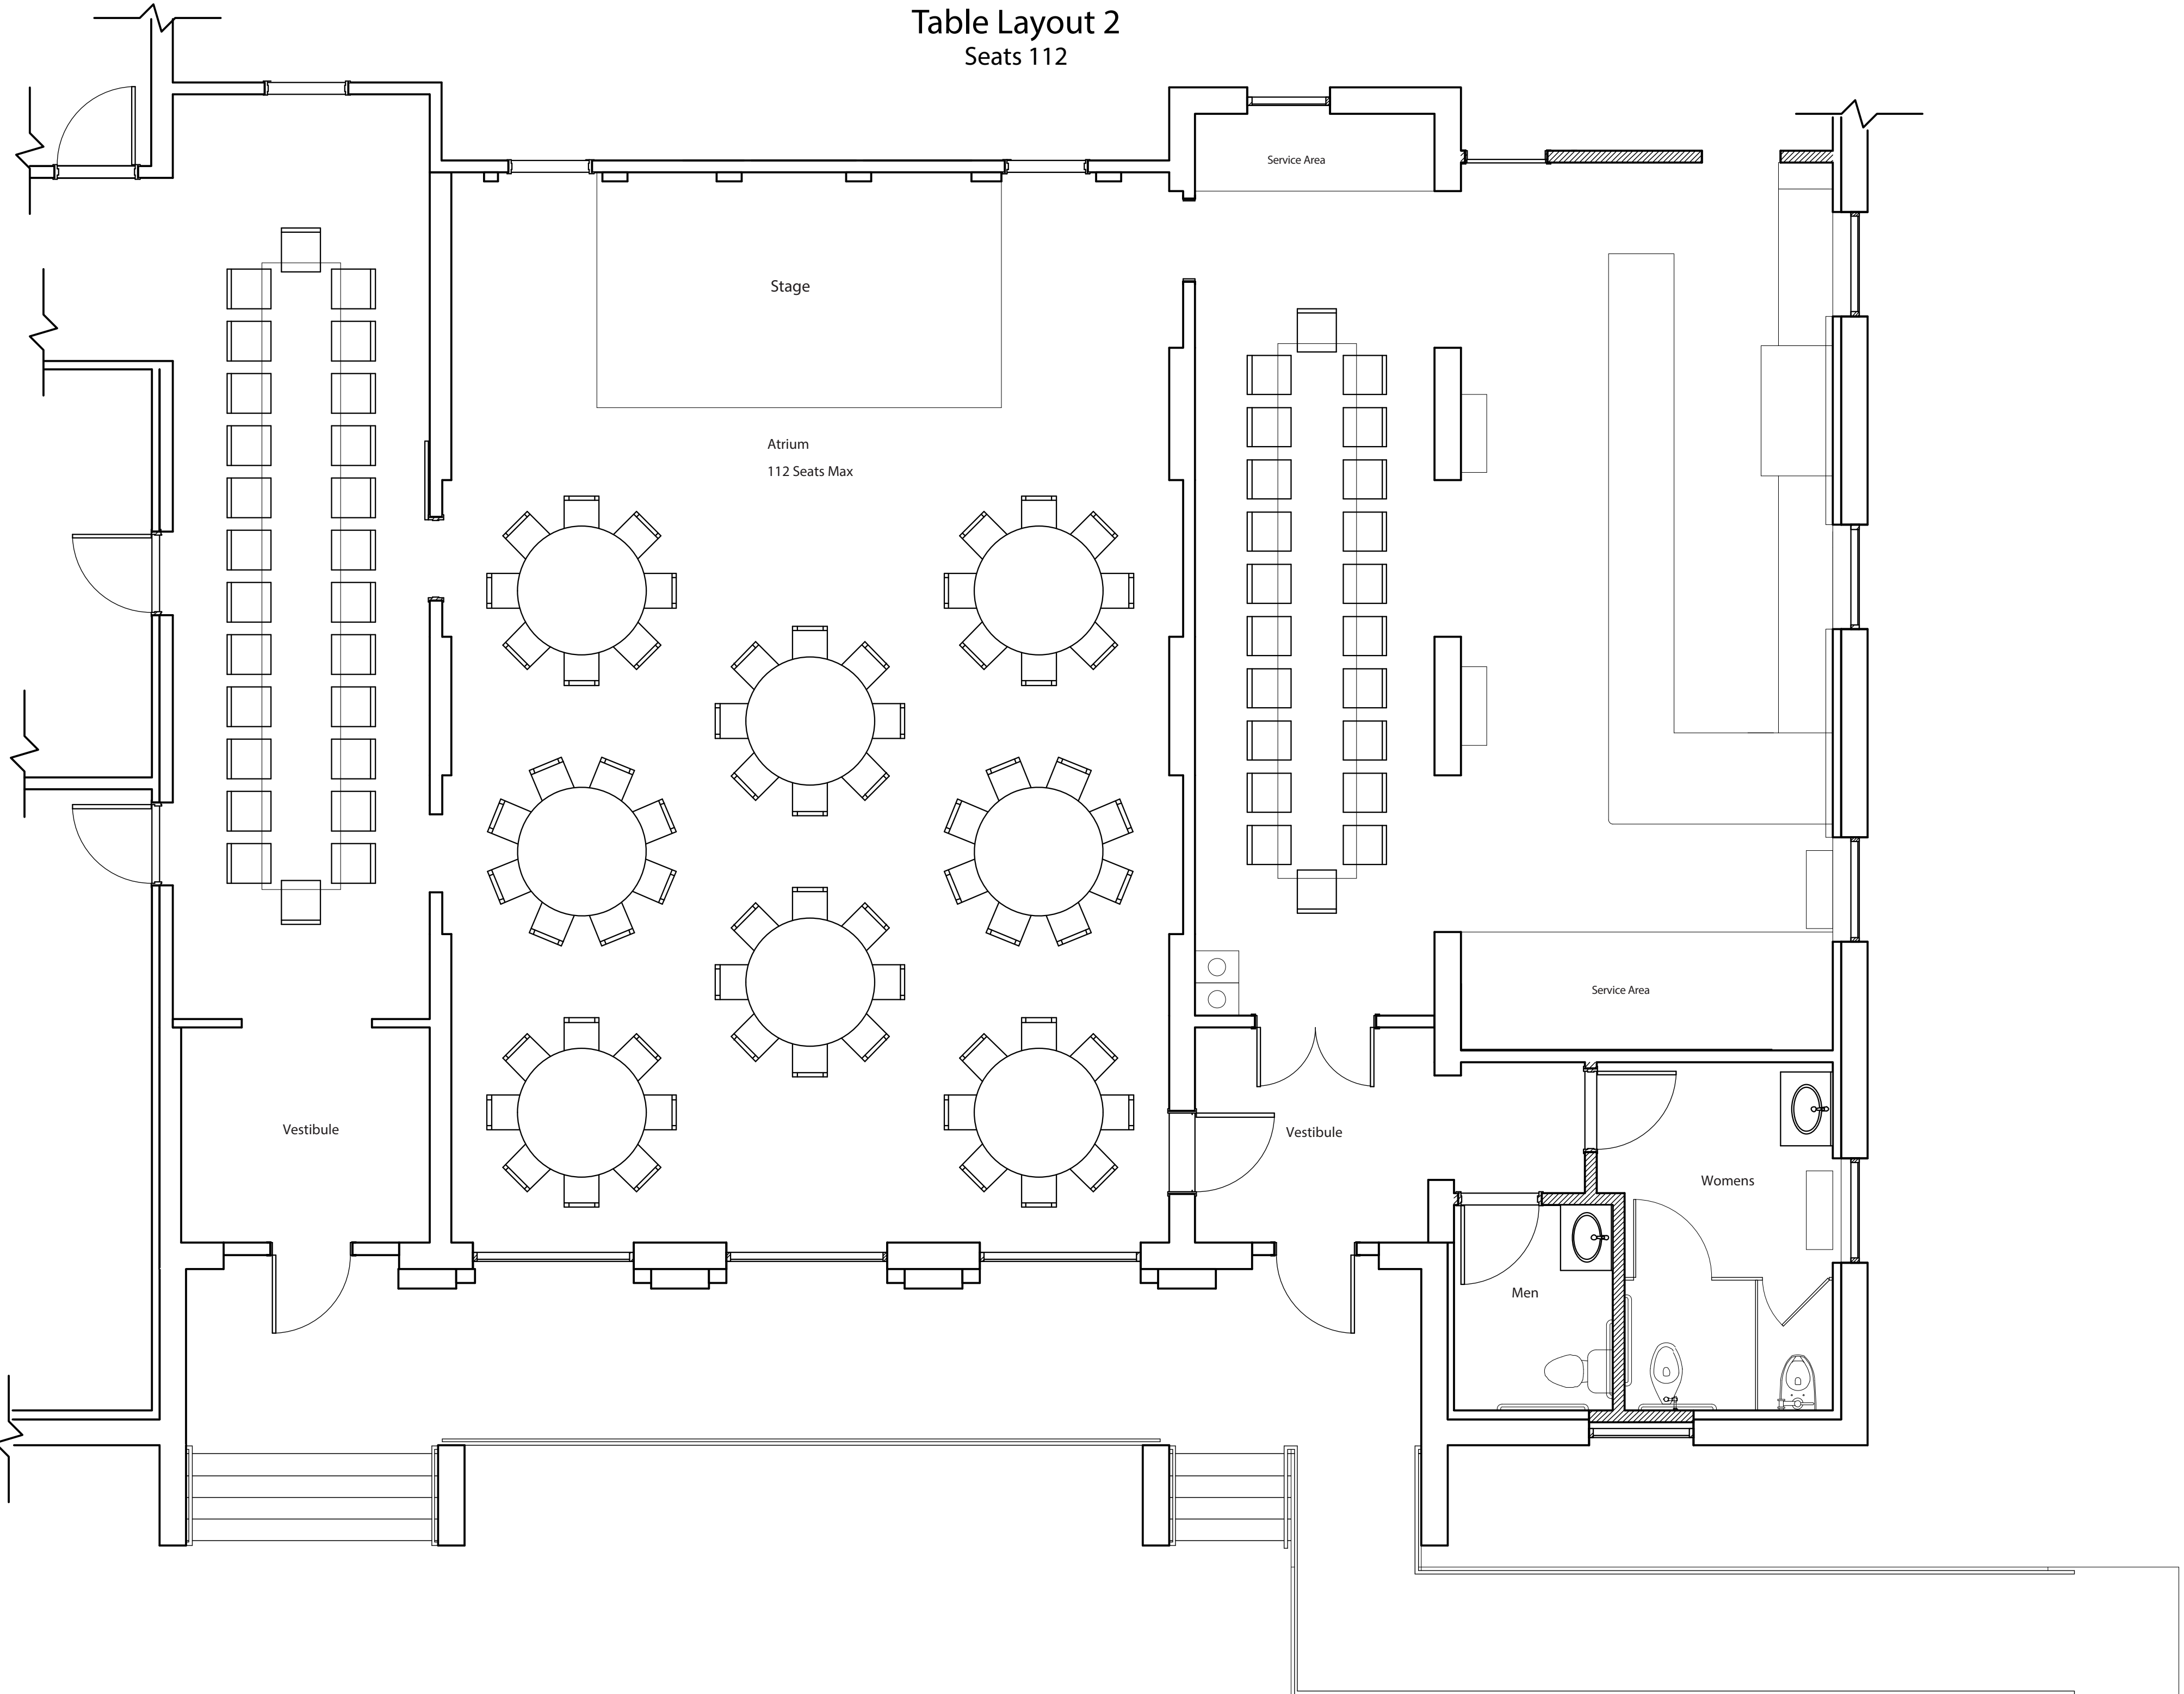 Table Layout 2
Seats 112
Service Area
Stage
Atrium
112 Seats Max
Service Area
Vestibule
Vestibule
Womens
Men